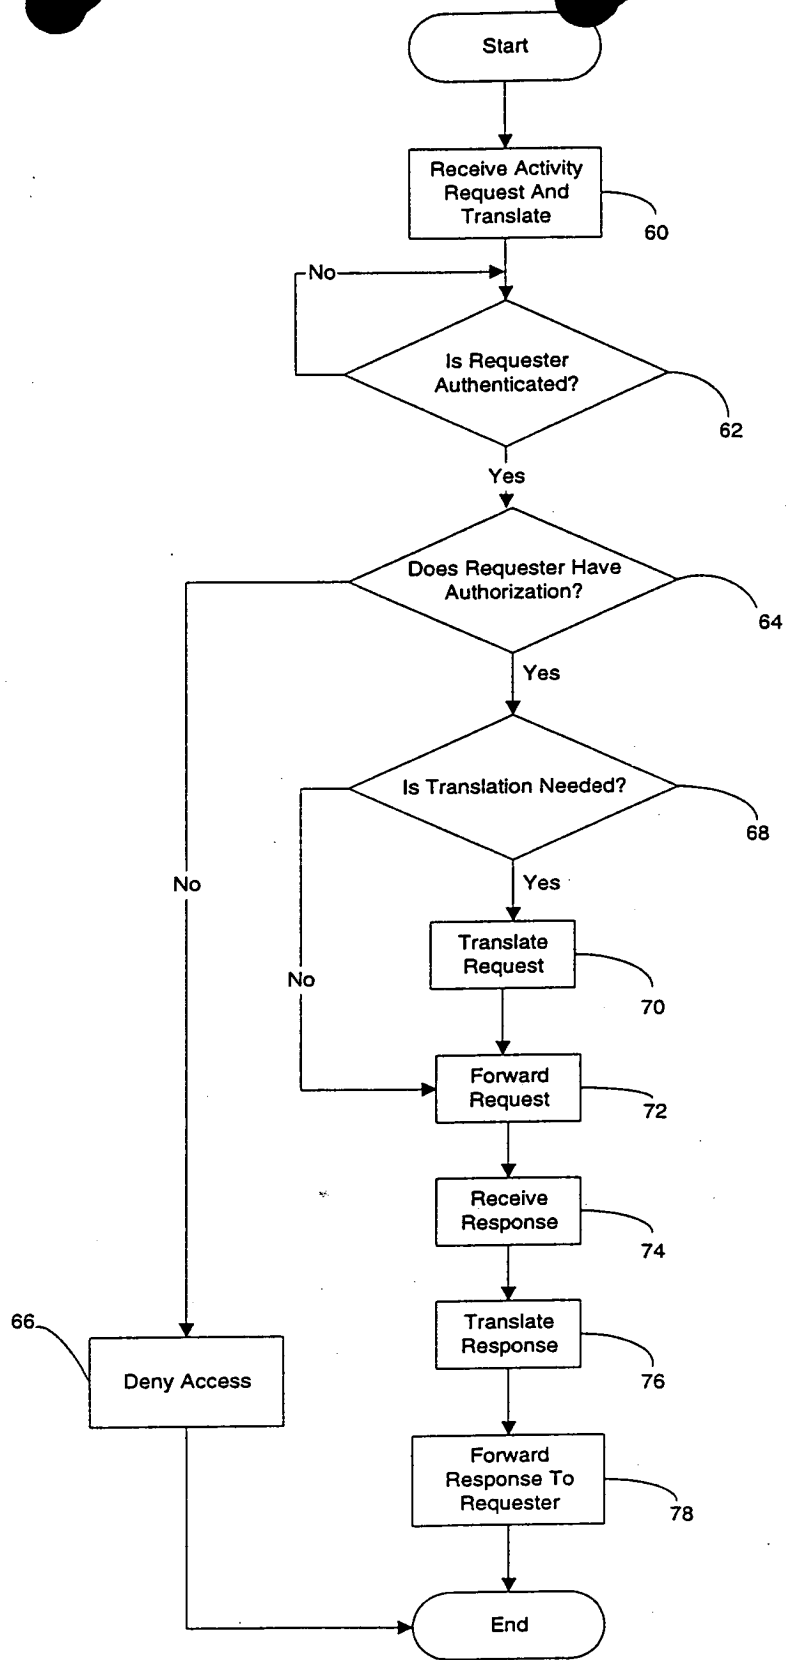 Start
Receive Activity
Request And
Translate
60
No
Is Requester
Authenticated?
62
Yes
Does Requester Have
Authorization?
64
Yes
Is Translation Needed?
68
No
Yes
Translate
Request
70
No
Forward
Request
72
Receive
Response
74
66
Translate
Response
76
Deny Access
Forward
Response To
Requester
78
End